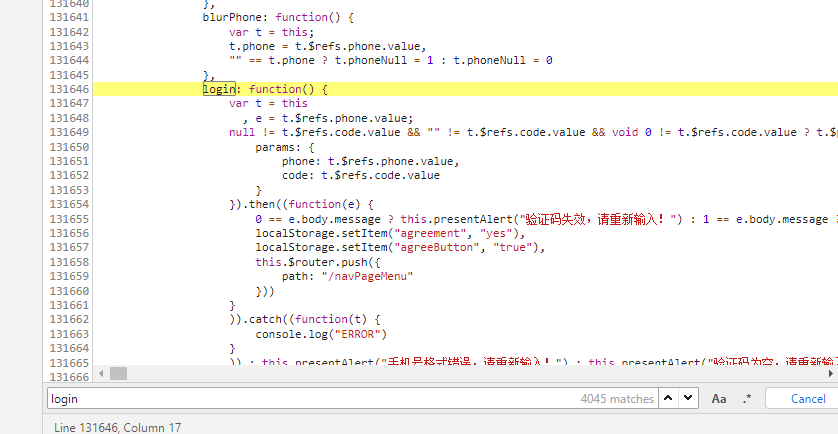 131640 },
131641 blurPhone: function() {
131642 var t = this;
131643 t.phone = t.$refs.phone.value,
131644 "" == t.phone ? t.phoneNull = 1 : t.phoneNull = 0
131645 },
131646 login: function() {
131647 var t = this
131648 , e = t.$refs.phone.value;
131649 null != t.$refs.code.value && "" != t.$refs.code.value && void 0 != t.$refs.code.value ? t.$
131650 params: {
131651 phone: t.$refs.phone.value,
131652 code: t.$refs.code.value
131653 }
131654 }).then((function(e) {
131655 0 == e.body.message ? this.presentAlert("验证码失效，请重新输入！") : 1 == e.body.message ?
131656 localStorage.setItem("agreement", "yes"),
131657 localStorage.setItem("agreeButton", "true"),
131658 this.$router.push({
131659 path: "/navPageMenu"
131660 }))
131661 }
131662 )).catch((function(t) {
131663 console.log("ERROR")
131664 }
131665 )) : this.presentAlert("手机号格式错误，请重新输入！") : this.presentAlert("验证码为空，请重新输入
131666
login 4045 matches Aa .* Cancel
Line 131646, Column 17